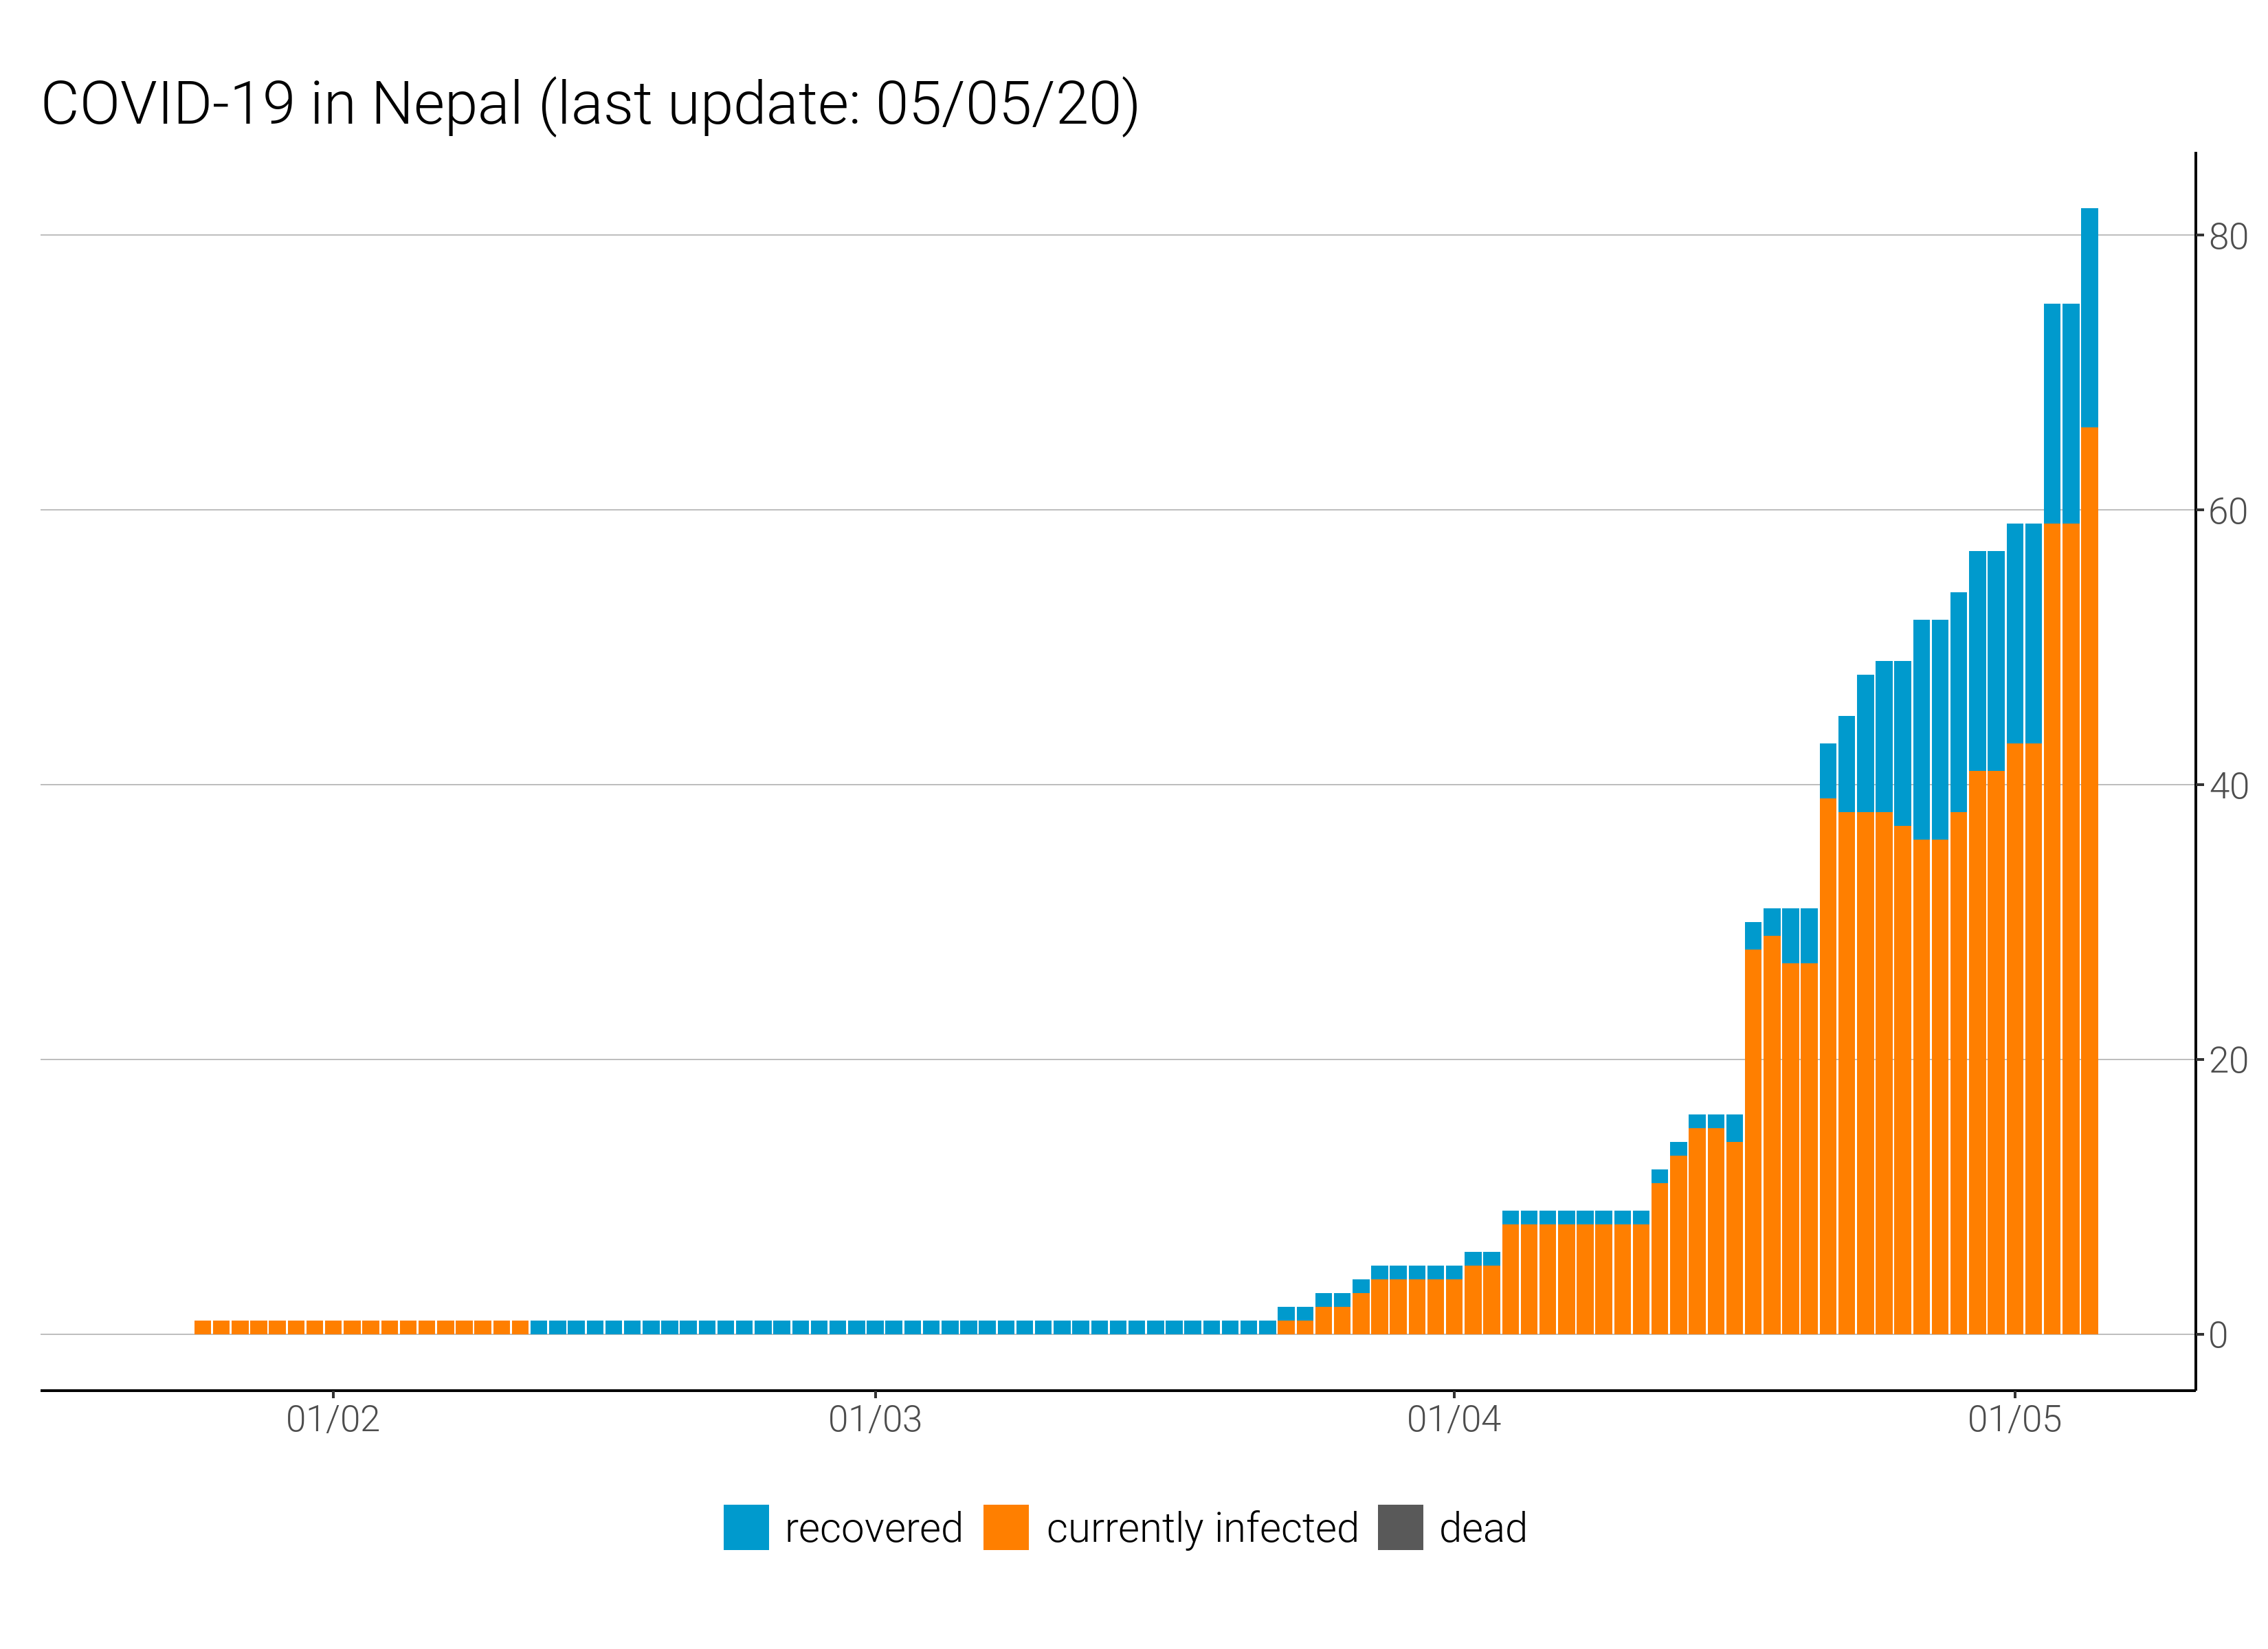 COVID-19 in Nepal (last update: 05/05/20)
80
60
40
20
0
01/02 01/03 01/04 01/05
recovered currently infected dead